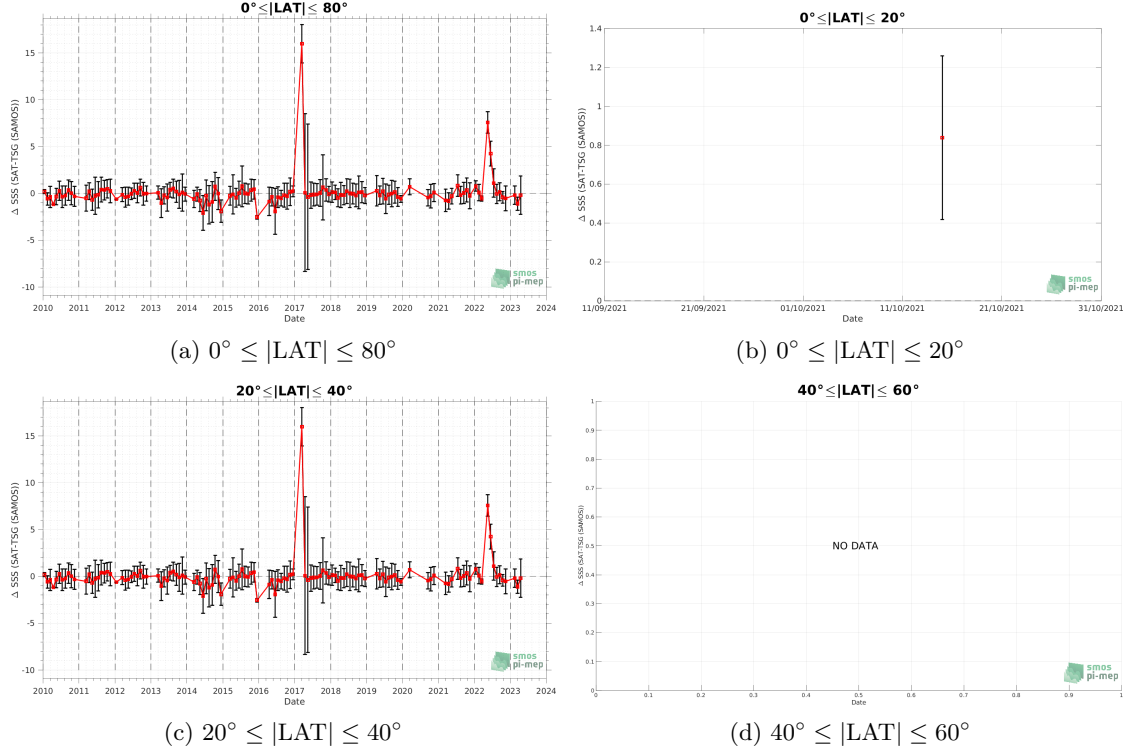 0°≤|LAT|≤ 80°
Δ SSS (SAT-TSG (SAMOS))
15
10
5
0
-5
-10
2010 2011 2012 2013 2014 2015 2016 2017 2018 2019 2020 2021 2022 2023 2024
Date
smos
pi-mep
(a) 0° ≤ |LAT| ≤ 80°
0°≤|LAT|≤ 20°
Δ SSS (SAT-TSG (SAMOS))
1.4
1.2
1
0.8
0.6
0.4
0.2
0
11/09/2021 21/09/2021 01/10/2021 11/10/2021 21/10/2021 31/10/2021
Date
smos
pi-mep
(b) 0° ≤ |LAT| ≤ 20°
20°≤|LAT|≤ 40°
Δ SSS (SAT-TSG (SAMOS))
15
10
5
0
-5
-10
2010 2011 2012 2013 2014 2015 2016 2017 2018 2019 2020 2021 2022 2023 2024
Date
smos
pi-mep
(c) 20° ≤ |LAT| ≤ 40°
40°≤|LAT|≤ 60°
Δ SSS (SAT-TSG (SAMOS))
1
0.9
0.8
0.7
0.6
0.5
0.4
0.3
0.2
0.1
0
NO DATA
0 0.1 0.2 0.3 0.4 0.5 0.6 0.7 0.8 0.9 1
Date
smos
pi-mep
(d) 40° ≤ |LAT| ≤ 60°